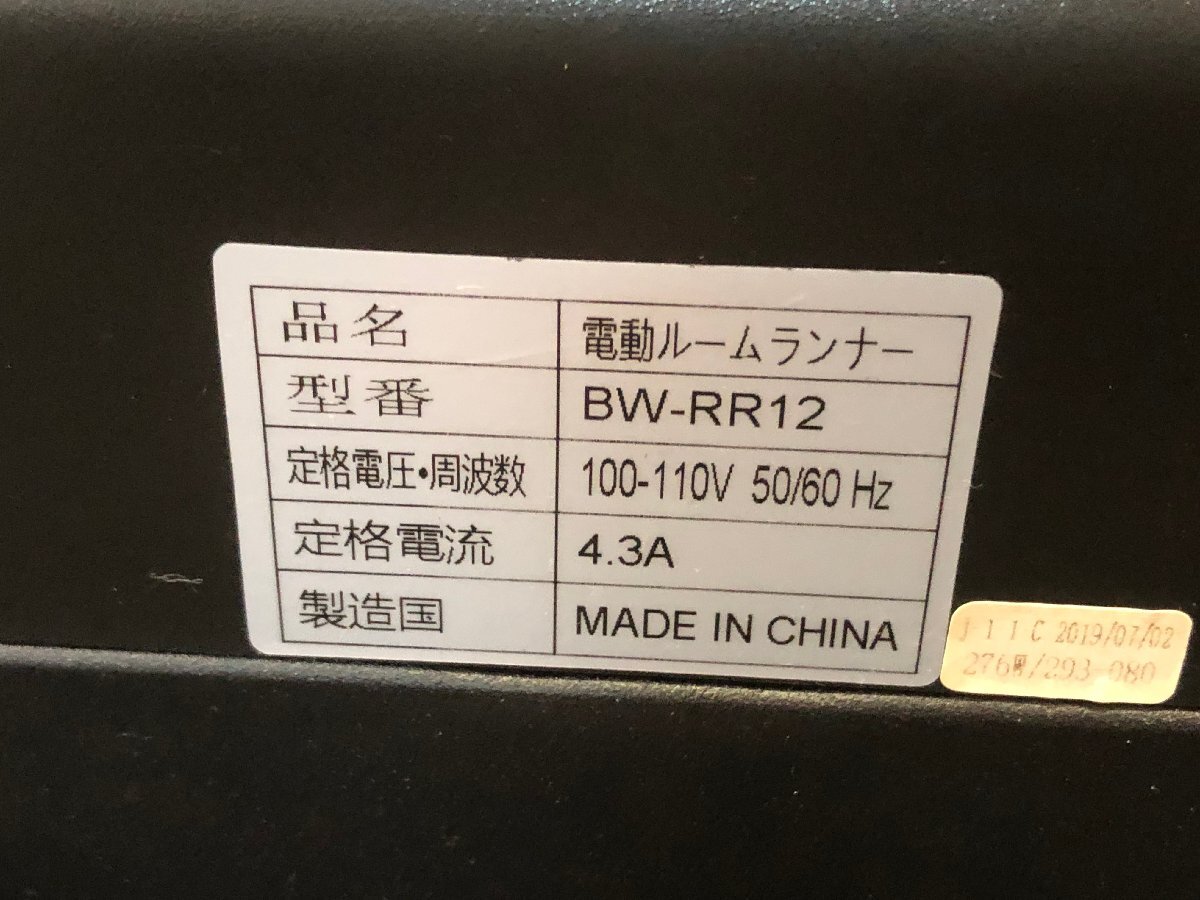 品名 電動ルームランナー
型番 BW-RR12
定格電圧・周波数 100-110V 50/60 Hz
定格電流 4.3A
製造国 MADE IN CHINA
J I I C 2019/07/02
/293-080